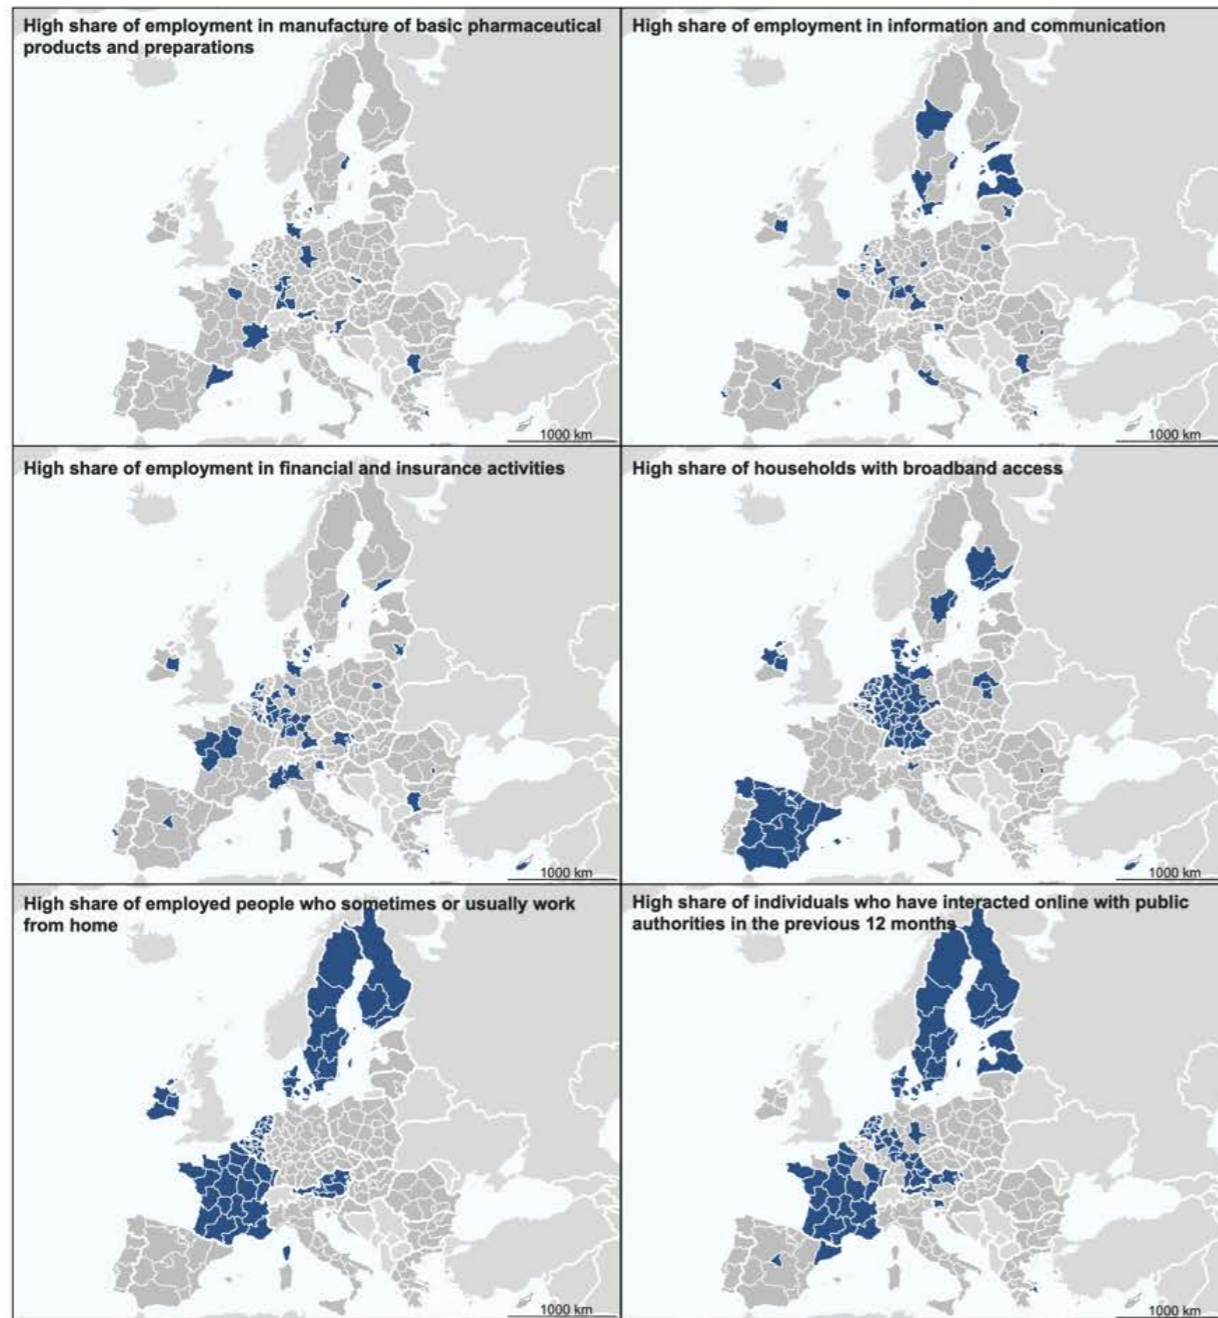 High share of employment in manufacture of basic pharmaceutical
products and preparations
1000 km
High share of employment in information and communication
1000 km
High share of employment in financial and insurance activities
1000 km
High share of households with broadband access
1000 km
High share of employed people who sometimes or usually work
from home
1000 km
High share of individuals who have interacted online with public
authorities in the previous 12 months
1000 km